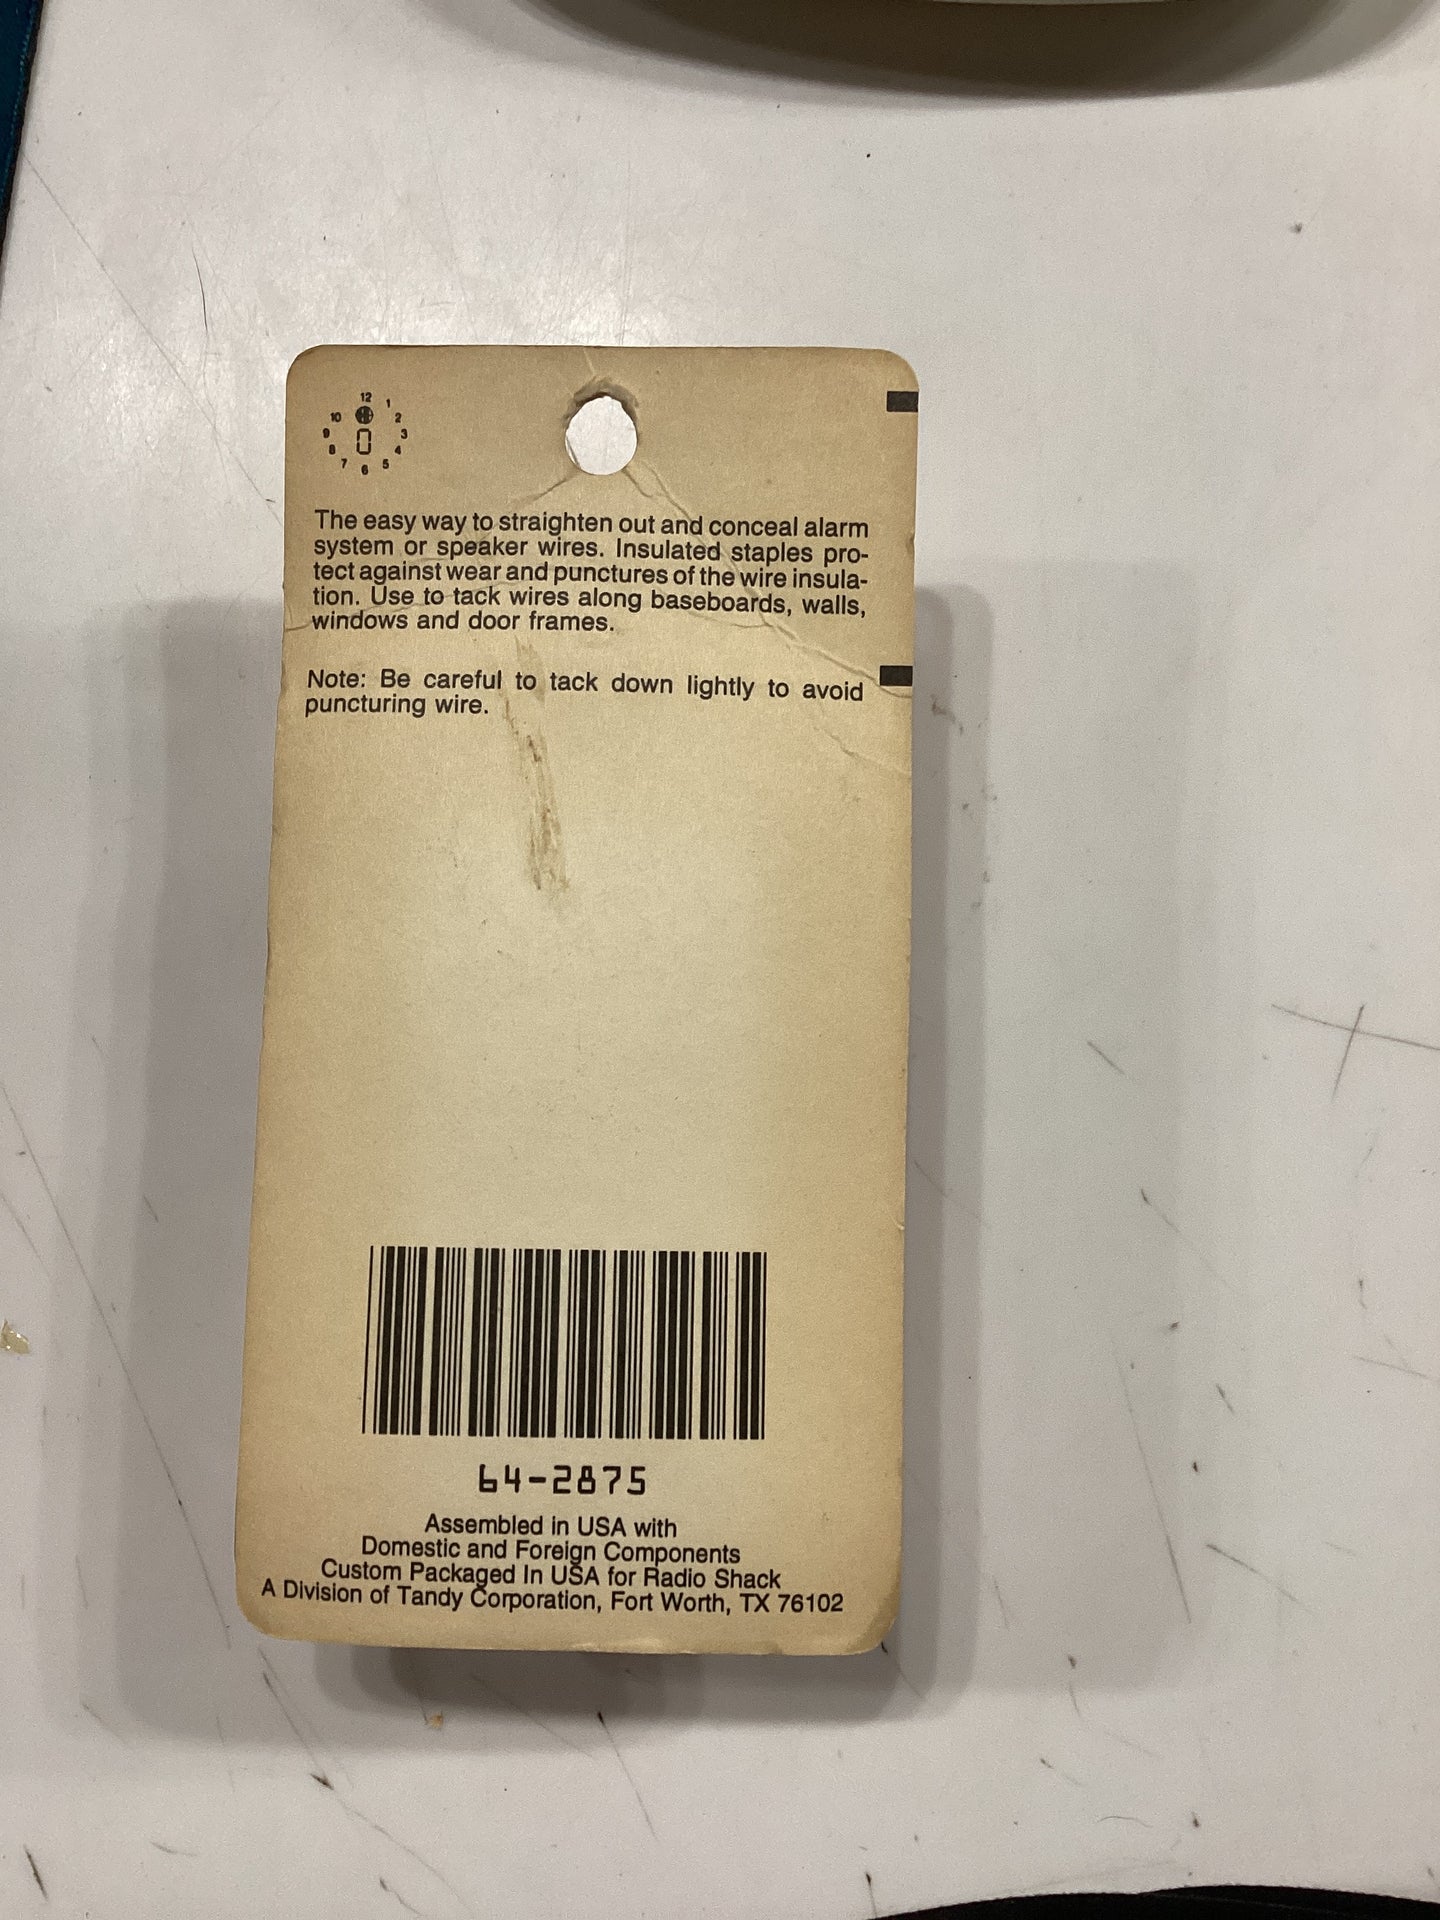 12
1
10
2
9
0
3
8
4
7
6
5
The easy way to straighten out and conceal alarm
system or speaker wires. Insulated staples pro-
tect against wear and punctures of the wire insula-
tion. Use to tack wires along baseboards, walls,
windows and door frames.
Note: Be careful to tack down lightly to avoid
puncturing wire.
64-2875
Assembled in USA with
Domestic and Foreign Components
Custom Packaged In USA for Radio Shack
A Division of Tandy Corporation, Fort Worth, TX 76102